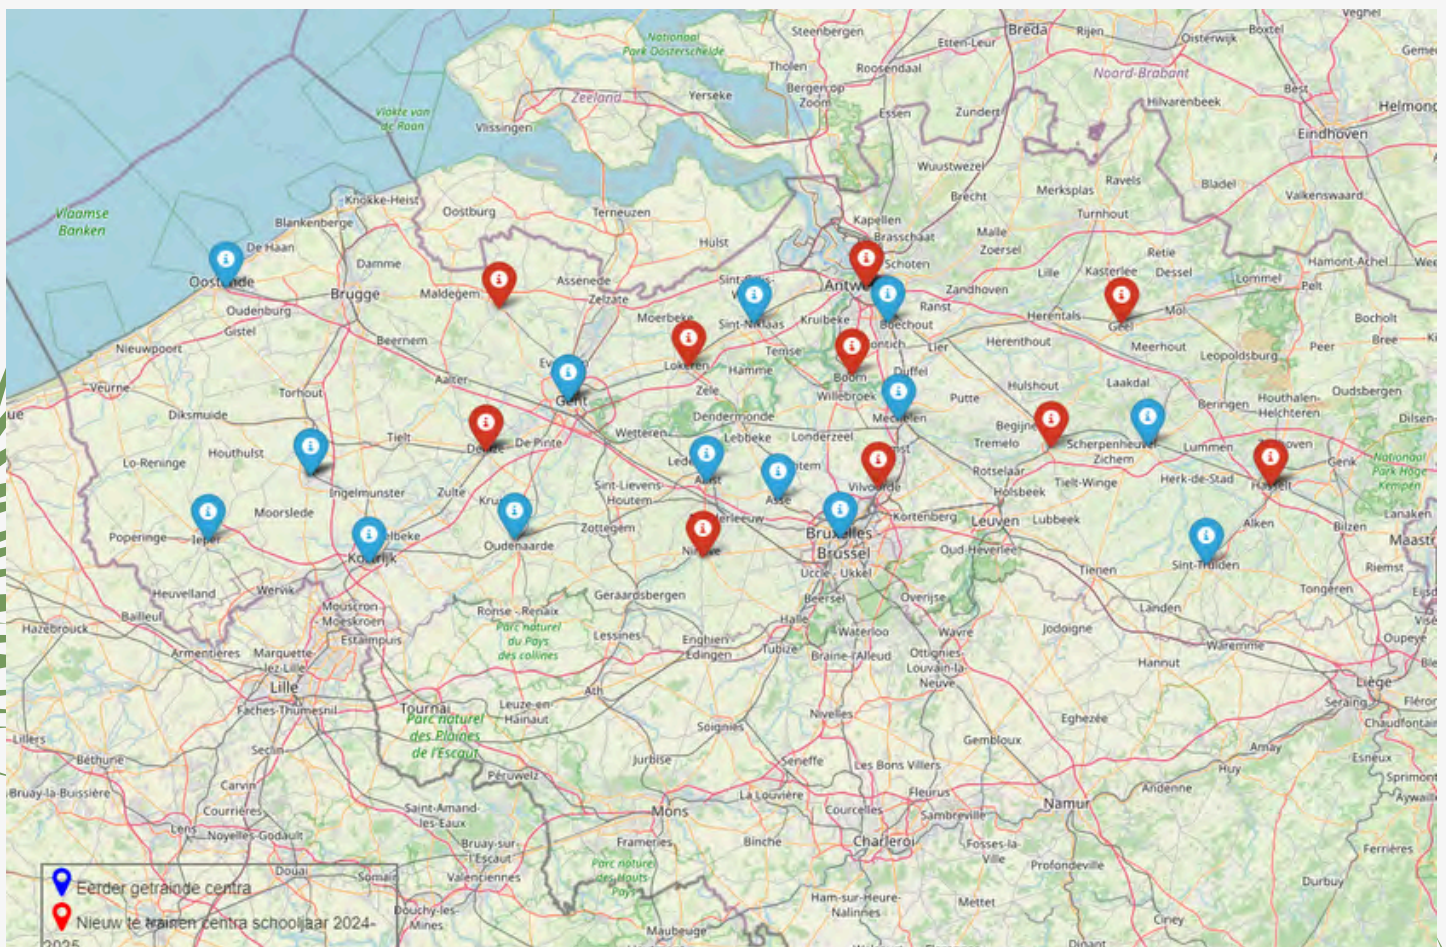 Veghel
Steenbergen
Breda
Rijen
Oisterwijk
Boxtel
Nationaal
Park Oosterschelde
Etten-Leur
Tholen
Roosendaal
Noord-Brabant
Best
Zeeland
Yerseke
Bergen op
Zoom
Hilvarenbeek
Helmond
Vlakte van
de Raan
Vlissingen
Essen
Zundert
Eindhoven
Wuustwezel
Ravels
Bladel
Valkenswaard
Merksplas
Brecht
Knokke-Heist
Vlaamse
Banken
Blankenberge
Oostburg
Terneuzen
Kapellen
Turnhout
Brasschaat
Malle
De Haan
Hulst
Zoersel
Retie
Damme
Schoten
Lille
Kasterlee
Dessel
Hamont-Achel
Lommel
Pelt
Brugge
Maldegem
Assenede
Zelzate
Zandhoven
Oudenburg
Moerbeke
Kruibeke
Ranst
Herentals
Mol
Bocholt
Gistel
Sint-Niklaas
Boechout
Geel
Nieuwpoort
Beernem
Temse
Lier
Herenthout
Meerhout
Leopoldsburg
Peer
Bree
Lokeren
Hamme
Boom
Duffel
Veurne
Torhout
Aalter
Zele
Willebroek
Putte
Hulshout
Laakdal
Oudsbergen
Gent
Beringen
Houthalen-
Helchteren
Diksmuide
Dendermonde
Mechelen
Tielt
De Pinte
Wetteren
Lebbeke
Londerzeel
Tremelo
Scherpenheuvel-
Zichem
Lummen
Houthulst
Lo-Reninge
Rotselaar
Genk
Nationaal
Park Hoge
Kempen
Ingelmunster
Zulte
Sint-Lievens-
Houtem
Aalst
Asse
Vilvoorde
Holsbeek
Tielt-Winge
Herk-de-Stad
Hasselt
Moorslede
Kortenberg
Leuven
Lubbeek
Alken
Bilzen
Lanaken
Poperinge
Ieper
Oudenaarde
Zottegem
Bruxelles
Brussel
Oud-Heverlee
Kortrijk
Uccle - Ukkel
Tienen
Sint-Truiden
Riemst
Heuvelland
Wervik
Geraardsbergen
Beersel
Overijse
Landen
Tongeren
Bailleul
Mouscron
- Moeskroen
Ronse - Renaix
Halle
Hazebrouck
Estaimpuis
Parc naturel
du Pays
des collines
Lessines
Enghien -
Edingen
Waterloo
Wavre
Jodoigne
Waremme
Oupeye
Armentières
Marquette-
lez-Lille
Tubize
Braine-l'Alleud
Ottignies
Louvain-la-
Neuve
Hannut
Lille
Ath
Liège
Faches-Thumesnil
Tournai
Parc naturel
des Plaines
de l'Escaut
Leuze-en-
Hainaut
Soignies
Nivelles
Eghezée
Seraing
Chaudfontaine
Lillers
Seclin
Gembloux
Amay
Béthune
Jurbise
Seneffe
Les Bons Villers
Huy
Esneux
Péruwelz
Carvin
Bruay-la-Buissière
La Louvière
Fleurus
Andenne
Courrières
Saint-Amand-
les-Eaux
Mons
Courcelles
Namur
Sambreville
Lens
Noyelles-Godault
Bruay-sur-
l'Escaut
Frameries
Binche
Charleroi
Fosses-la-
Ville
Ferrières
Douai
Somain
Valenciennes
Parc naturel
des Hauts-
Pays
Profondeville
Durbuy
Eerder getrainde centra
Nieuw te trainen centra schooljaar 2024-
2025
Douchy-les-
Mines
Ham-sur-Heure-
Nalinnes
Mettet
Ciney
Maubeuge
Dinant